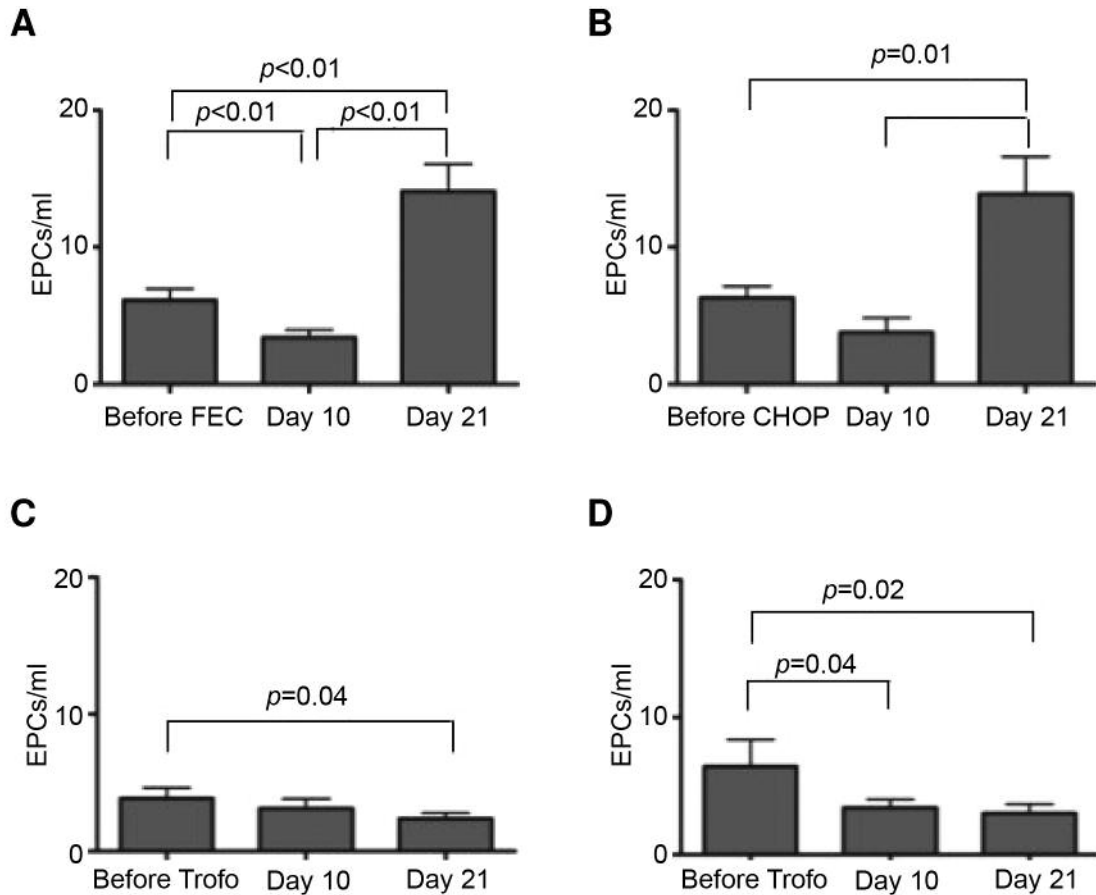 A
p<0.01
p<0.01 p<0.01
20
10
0
EPCs/ml
Before FEC Day 10 Day 21
B
p=0.01
20
10
0
EPCs/ml
Before CHOP Day 10 Day 21
C
20
p=0.04
10
0
EPCs/ml
Before Trofo Day 10 Day 21
D
20
p=0.02
p=0.04
10
0
EPCs/ml
Before Trofo Day 10 Day 21